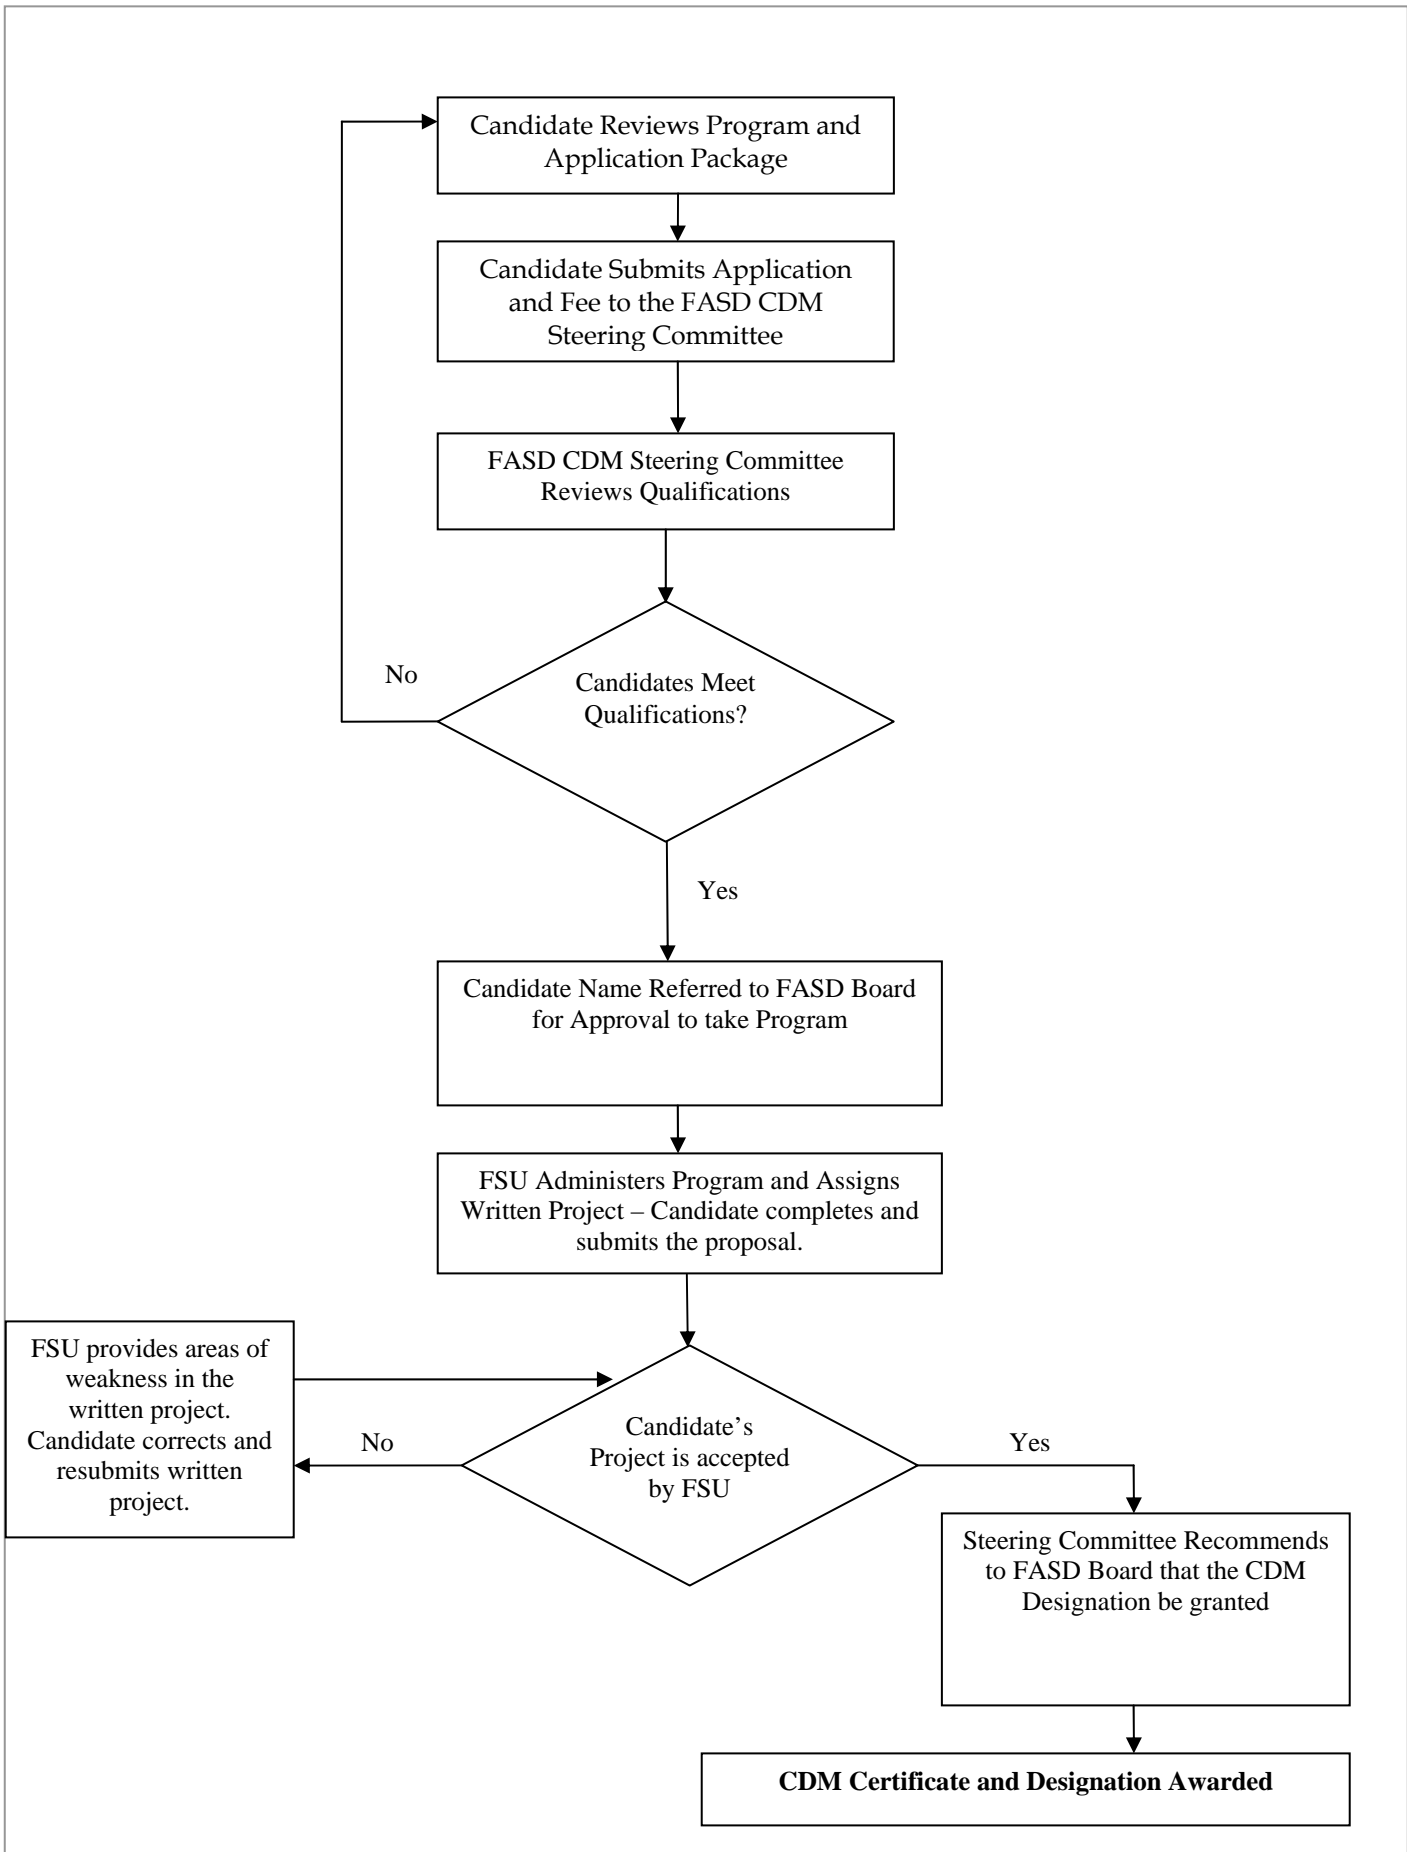 Candidate Reviews Program and
Application Package
Candidate Submits Application
and Fee to the FASD CDM
Steering Committee
FASD CDM Steering Committee
Reviews Qualifications
No
Candidates Meet
Qualifications?
Yes
Candidate Name Referred to FASD Board
for Approval to take Program
FSU Administers Program and Assigns
Written Project – Candidate completes and
submits the proposal.
FSU provides areas of
weakness in the
written project.
Candidate corrects and
resubmits written
project.
No
Candidate’s
Project is accepted
by FSU
Yes
Steering Committee Recommends
to FASD Board that the CDM
Designation be granted
CDM Certificate and Designation Awarded